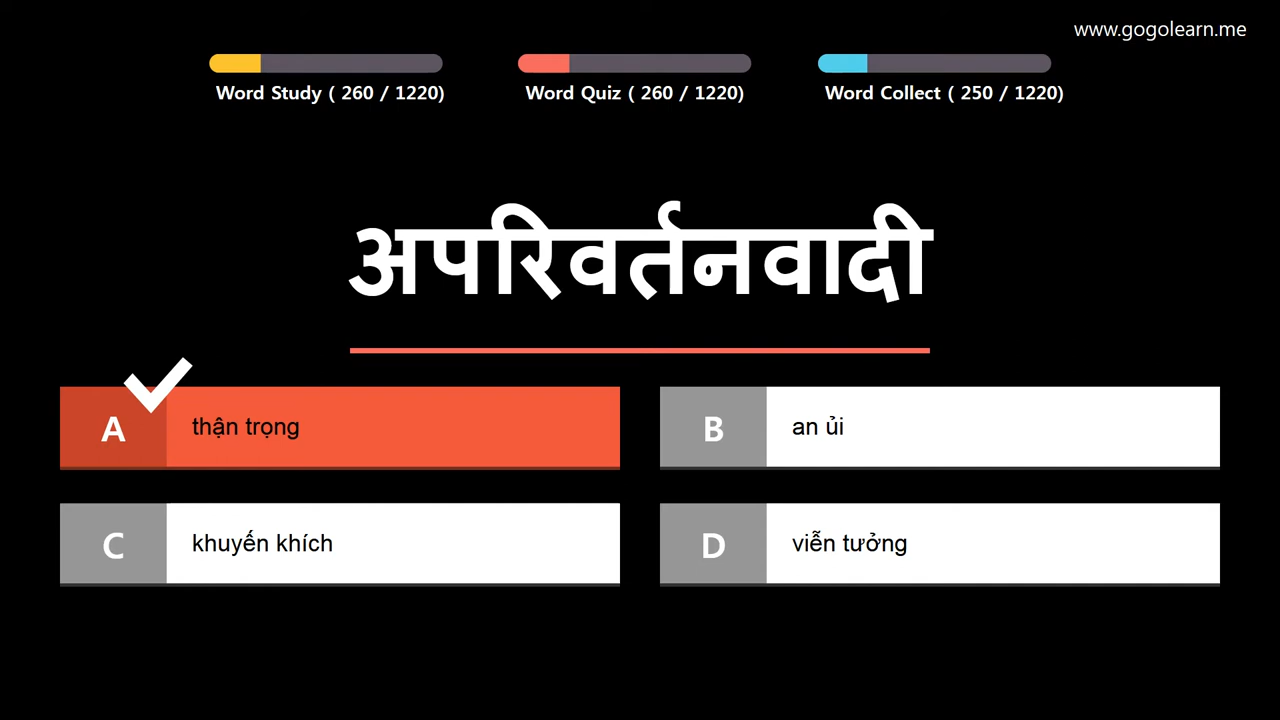 www.gogolearn.me
Word Study ( 260 / 1220)
Word Quiz ( 260 / 1220)
Word Collect ( 250 / 1220)
अपरिवर्तनवादी
A thận trọng
B an ủi
C khuyến khích
D viễn tưởng